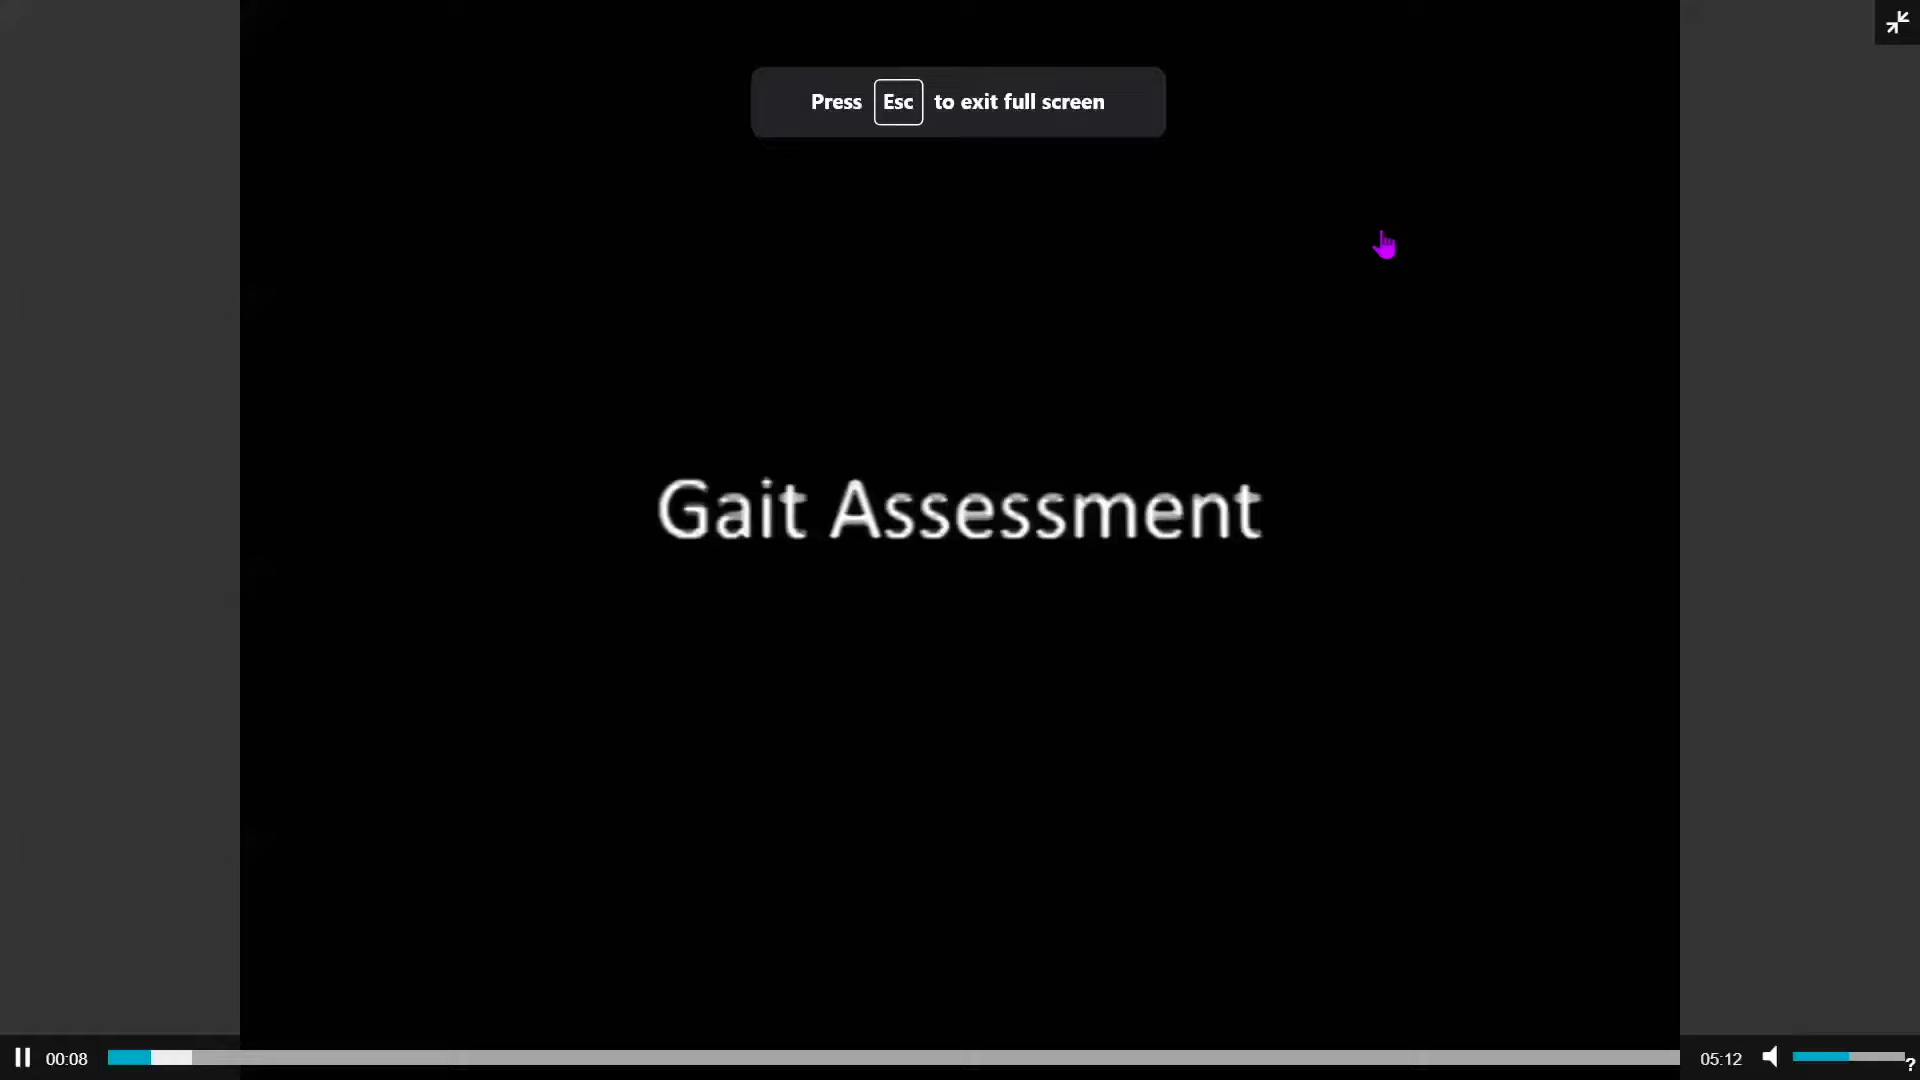 Press Esc to exit full screen
Gait Assessment
00:08
05:12
?